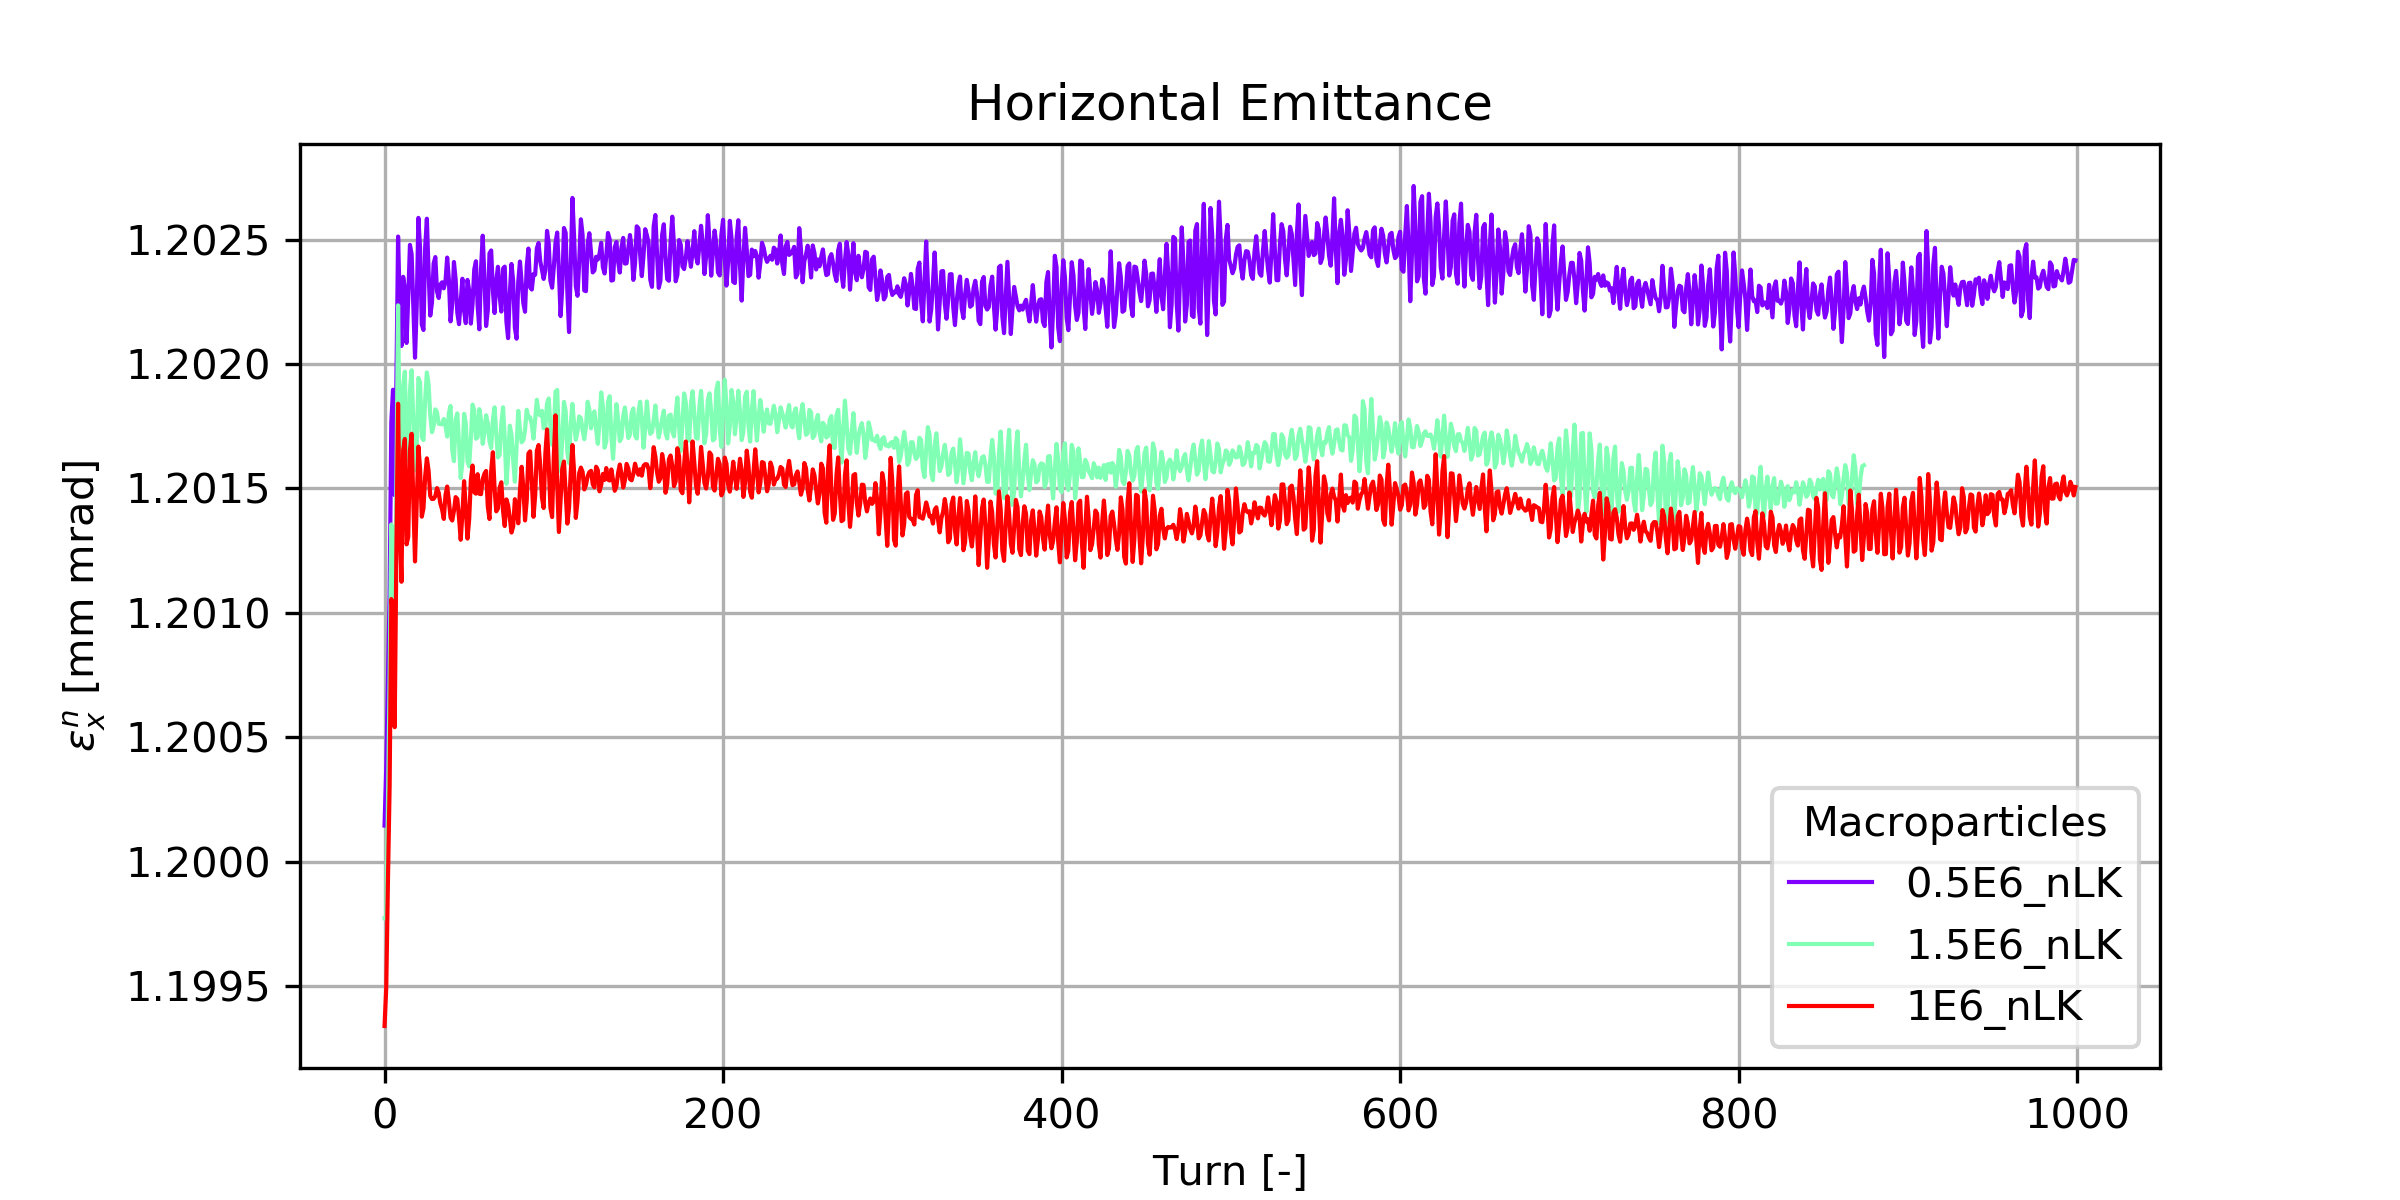 Horizontal Emittance
1.2025
1.2020
1.2015
1.2010
1.2005
1.2000
1.1995
ε_x^n [mm mrad]
0 200 400 600 800 1000
Turn [-]
Macroparticles
0.5E6_nLK
1.5E6_nLK
1E6_nLK